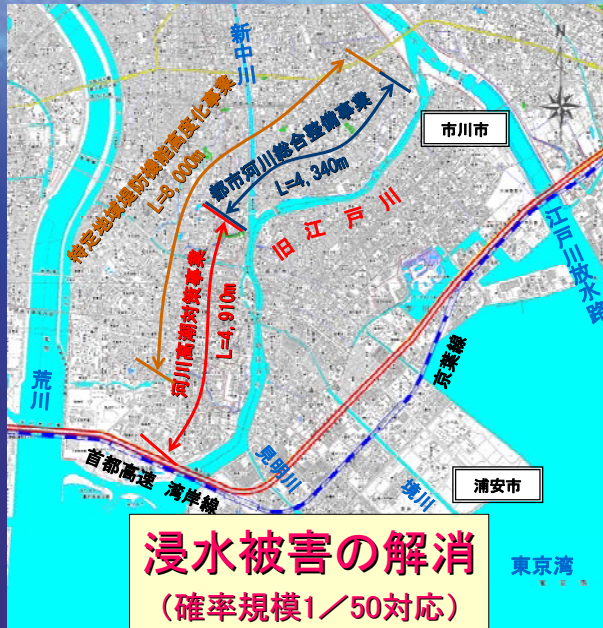 新中川
特定地域堤防機能高度化事業
L=8,000m
都市河川総合整備事業
L=4,340m
市川市
旧江戸川
江戸川放水路
河川高潮対策事業
L=4,910m
荒川
京葉線
首都高速 湾岸線
見明川
境川
浦安市
浸水被害の解消
(確率規模1/50対応)
東京湾